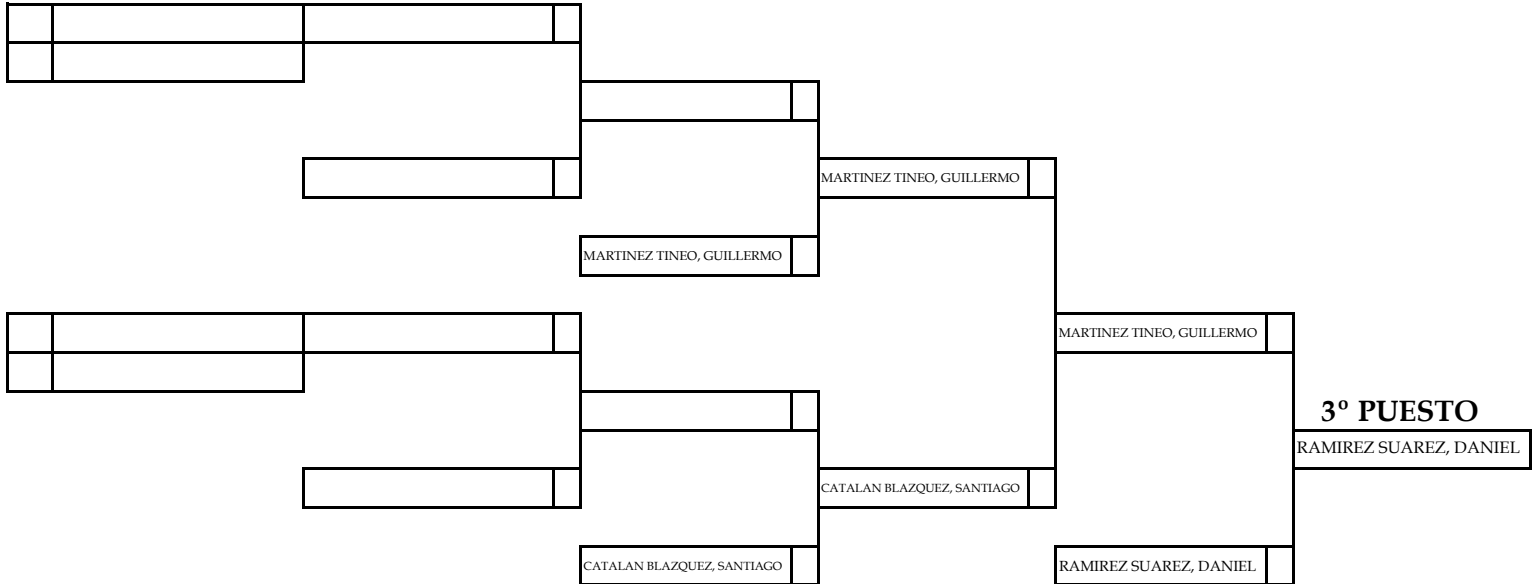 MARTINEZ TINEO, GUILLERMO
MARTINEZ TINEO, GUILLERMO
MARTINEZ TINEO, GUILLERMO
3º PUESTO
RAMIREZ SUAREZ, DANIEL
CATALAN BLAZQUEZ, SANTIAGO
CATALAN BLAZQUEZ, SANTIAGO
RAMIREZ SUAREZ, DANIEL